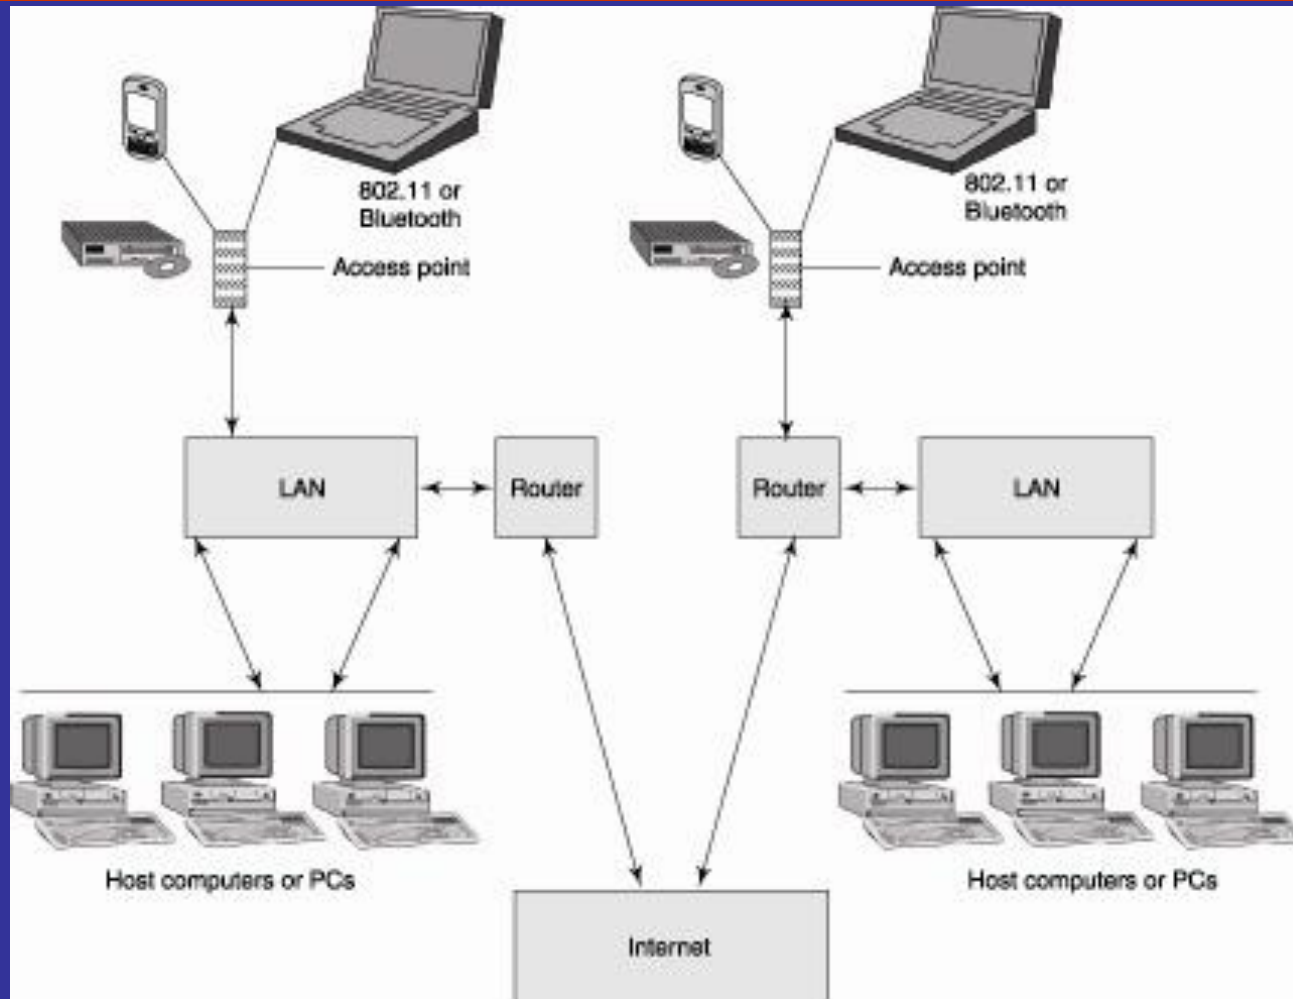 802.11 or
Bluetooth
Access point
802.11 or
Bluetooth
Access point
LAN
Router
Router
LAN
Host computers or PCs
Host computers or PCs
Internet